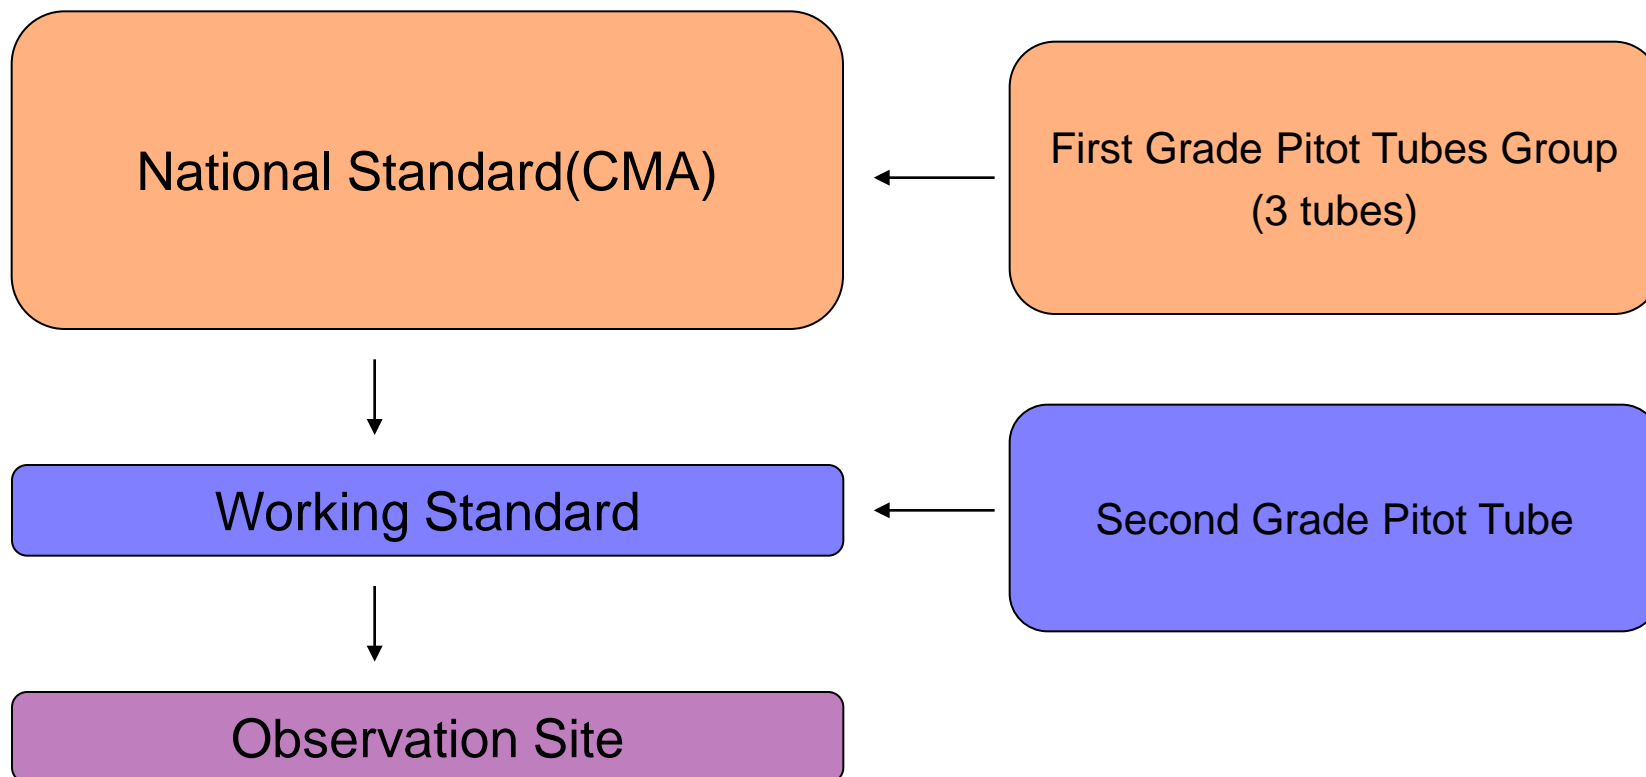 National Standard(CMA)
First Grade Pitot Tubes Group
(3 tubes)
Working Standard
Second Grade Pitot Tube
Observation Site